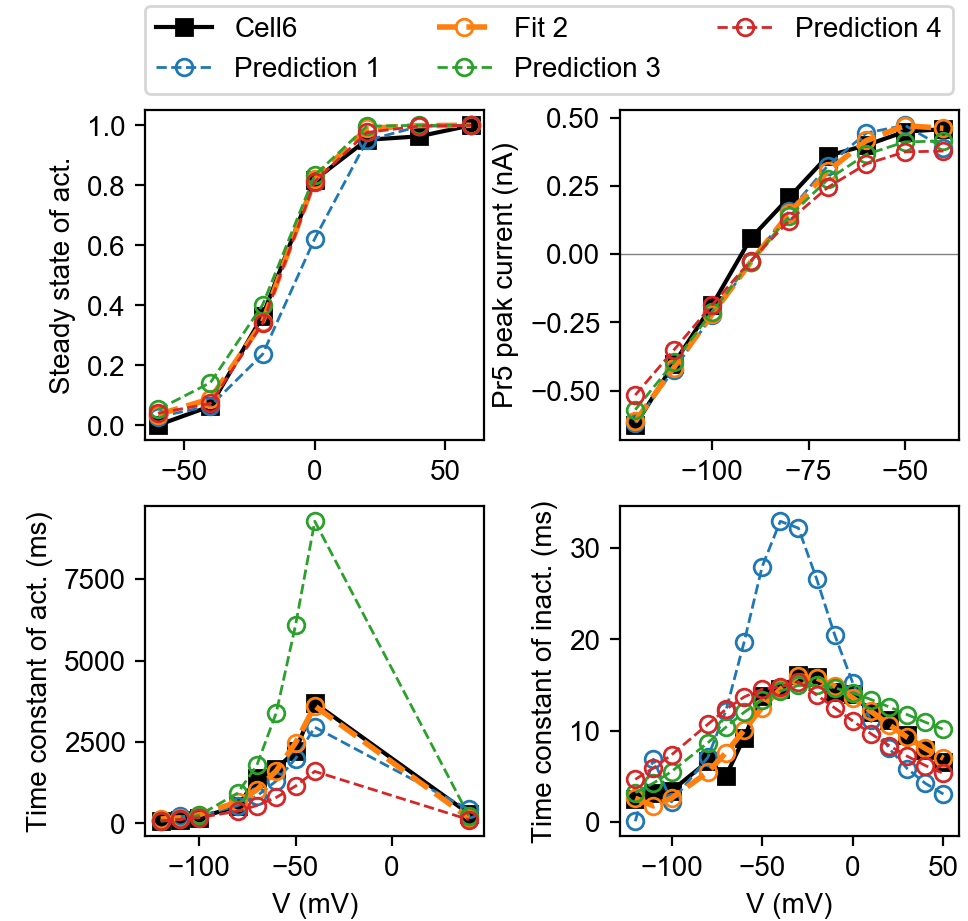 Cell6 Fit 2 Prediction 4
Prediction 1 Prediction 3
Steady state of act.
1.0
0.8
0.6
0.4
0.2
0.0
−50 0 50
Pr5 peak current (nA)
0.50
0.25
0.00
−0.25
−0.50
−100 −75 −50
Time constant of act. (ms)
7500
5000
2500
0
−100 −50 0
V (mV)
Time constant of inact. (ms)
30
20
10
0
−100 −50 0 50
V (mV)